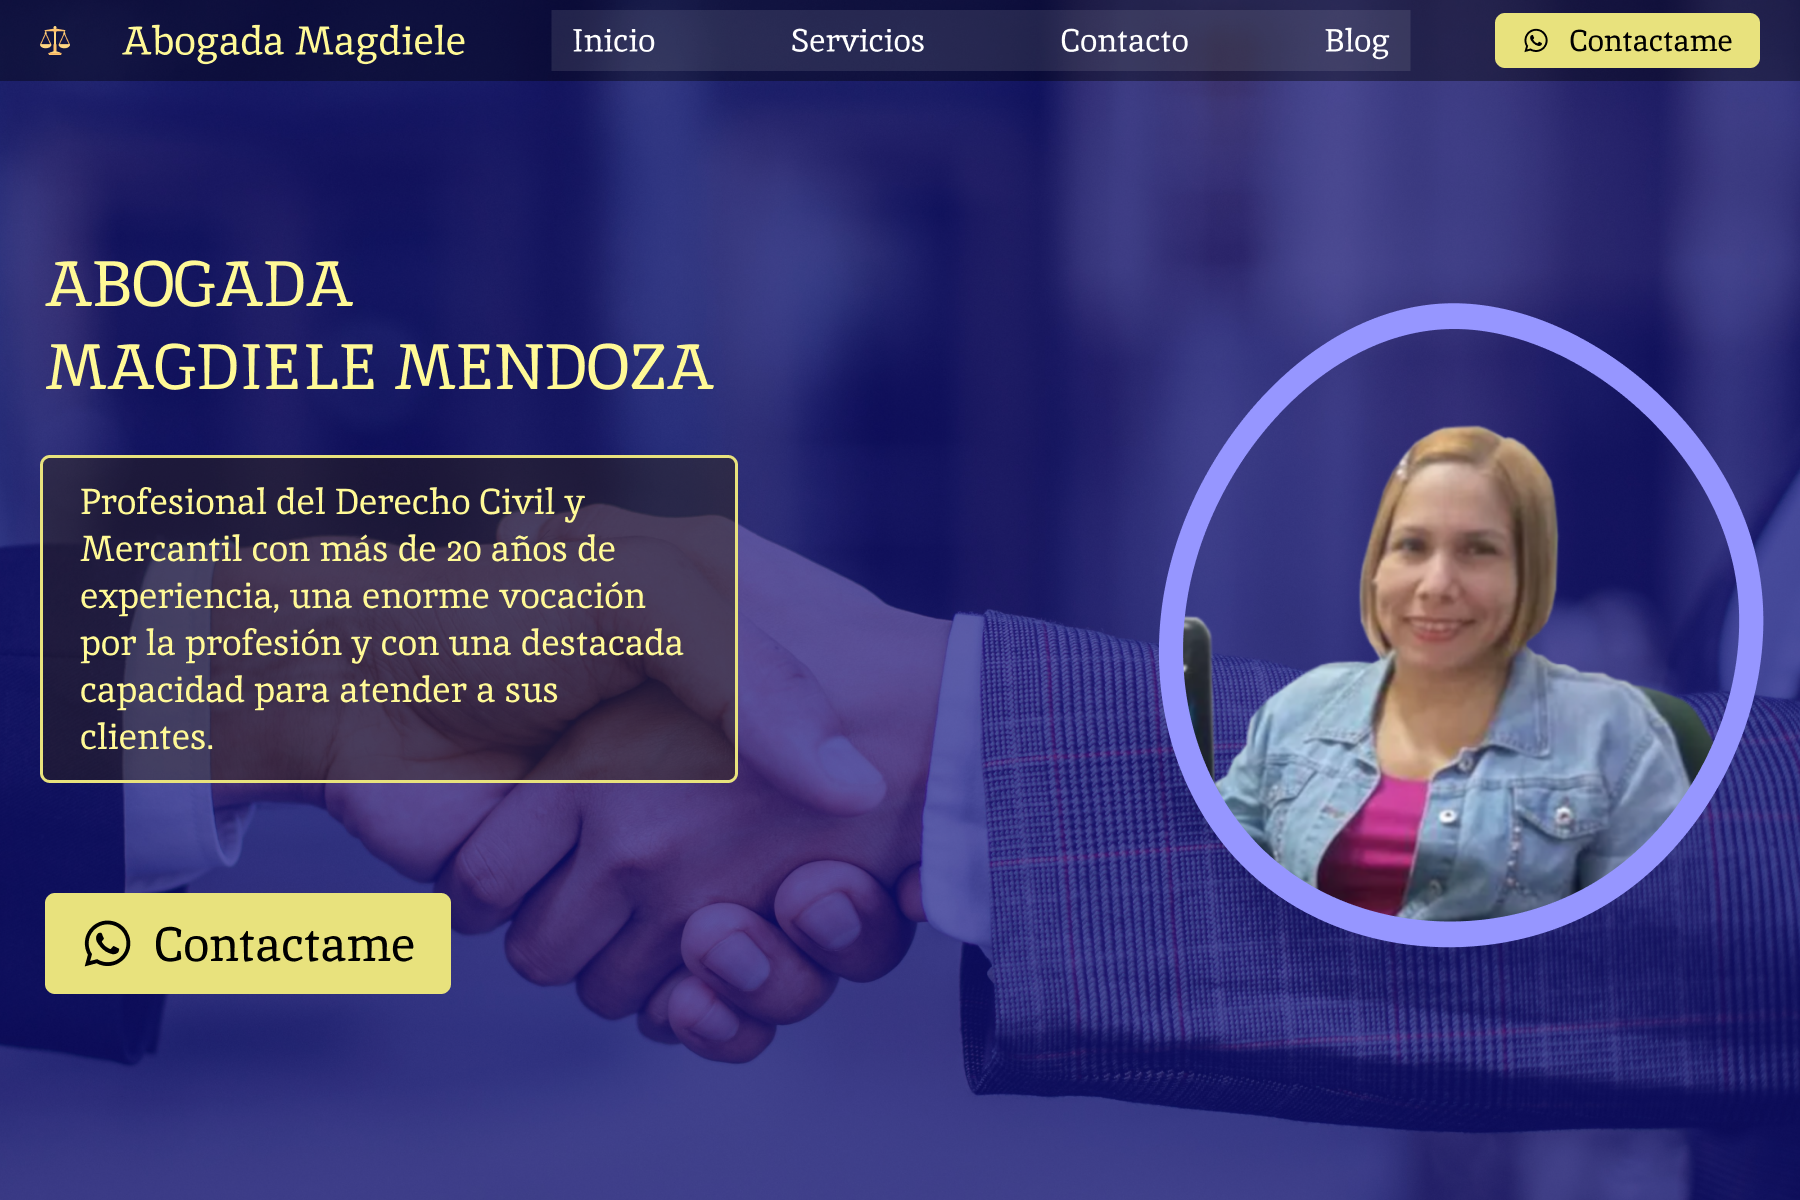 Abogada Magdiele
Inicio Servicios Contacto Blog
Contactame
ABOGADA
MAGDIELE MENDOZA
Profesional del Derecho Civil y
Mercantil con más de 20 años de
experiencia, una enorme vocación
por la profesión y con una destacada
capacidad para atender a sus
clientes.
Contactame